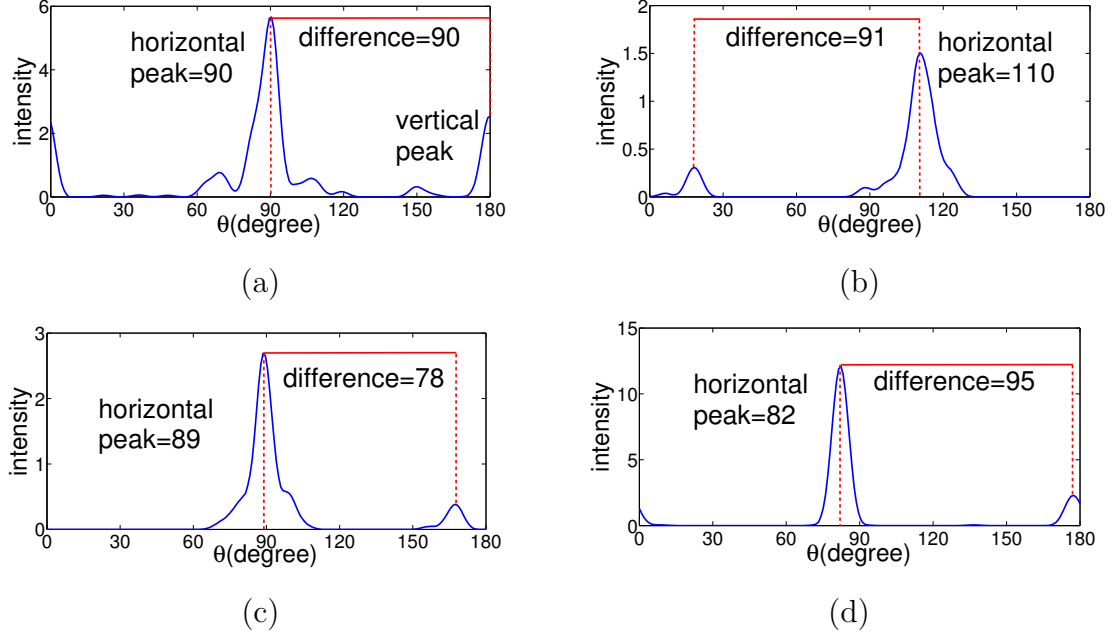 6
4
2
0
intensity
horizontal
peak=90
difference=90
vertical
peak
0 30 60 90 120 150 180
θ(degree)
(a)
2
1.5
1
0.5
0
intensity
difference=91
horizontal
peak=110
0 30 60 90 120 150 180
θ(degree)
(b)
3
2
1
0
intensity
difference=78
horizontal
peak=89
0 30 60 90 120 150 180
θ(degree)
(c)
15
10
5
0
intensity
horizontal
peak=82
difference=95
0 30 60 90 120 150 180
θ(degree)
(d)